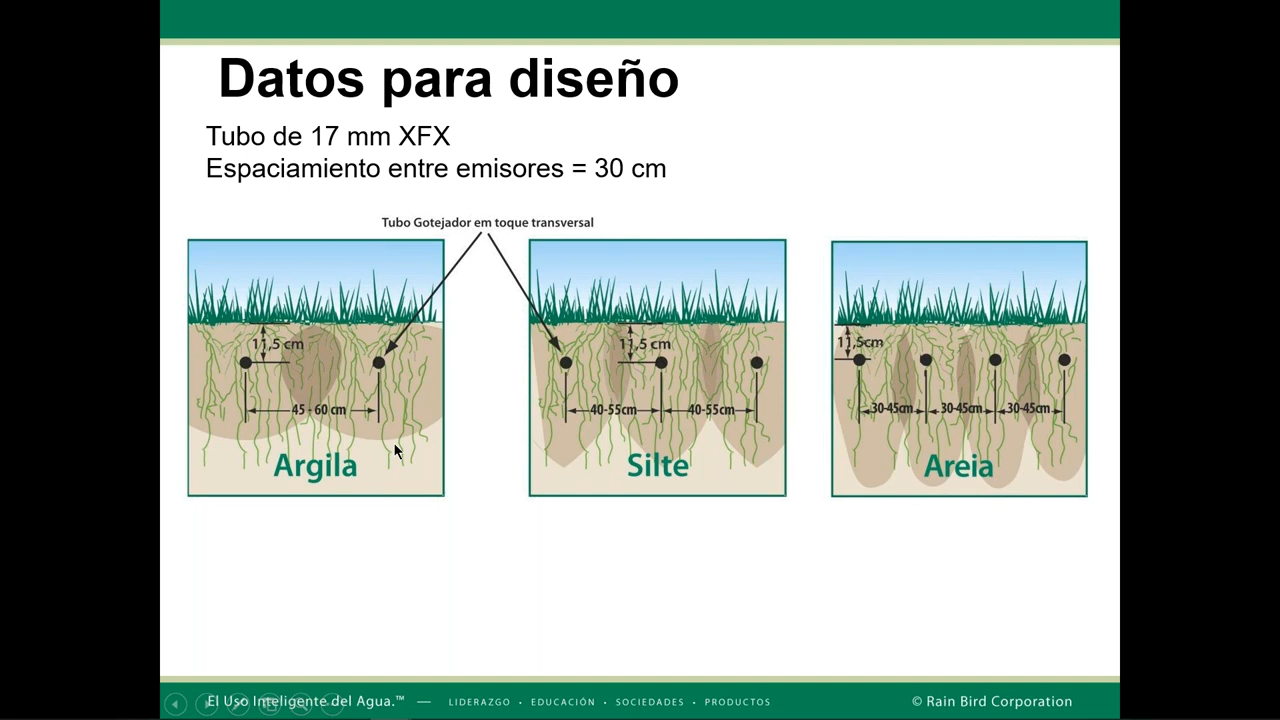 Datos para diseño
Tubo de 17 mm XFX
Espaciamiento entre emisores = 30 cm
Tubo Gotejador em toque transversal
11,5 cm
45 - 60 cm
Argila
11,5 cm
40-55cm 40-55cm
Silte
11,5cm
30-45cm 30-45cm 30-45cm
Areia
El Uso Inteligente del Agua.™ — LIDERAZGO • EDUCACIÓN • SOCIEDADES • PRODUCTOS © Rain Bird Corporation